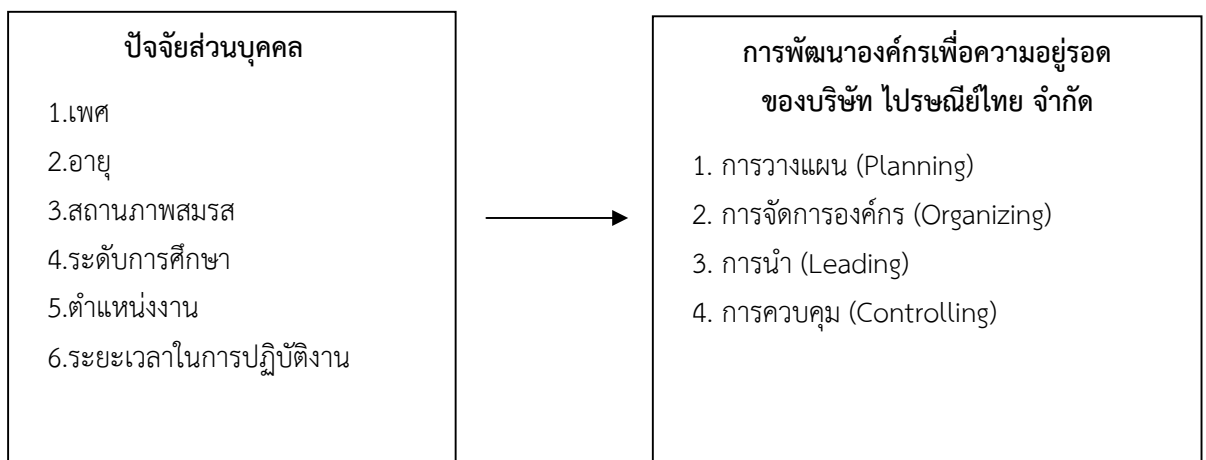 ปัจจัยส่วนบุคคล
1.เพศ
2.อายุ
3.สถานภาพสมรส
4.ระดับการศึกษา
5.ตำแหน่งงาน
6.ระยะเวลาในการปฏิบัติงาน
การพัฒนาองค์กรเพื่อความอยู่รอด
ของบริษัท ไปรษณีย์ไทย จำกัด
1. การวางแผน (Planning)
2. การจัดการองค์กร (Organizing)
3. การนำ (Leading)
4. การควบคุม (Controlling)